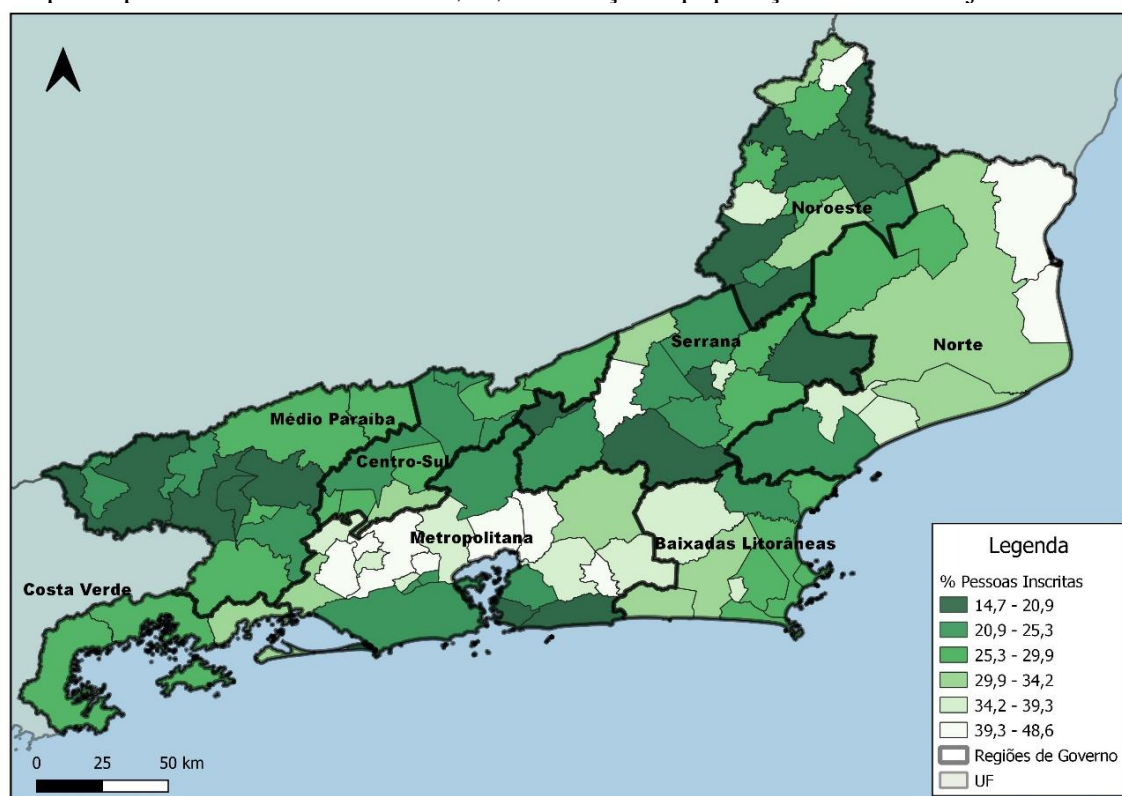 Noroeste
Serrana
Norte
Médio Paraíba
Centro-Sul
Metropolitana
Baixadas Litorâneas
Costa Verde
Legenda
% Pessoas Inscritas
14,7 - 20,9
20,9 - 25,3
25,3 - 29,9
29,9 - 34,2
34,2 - 39,3
39,3 - 48,6
Regiões de Governo
UF
0 25 50 km